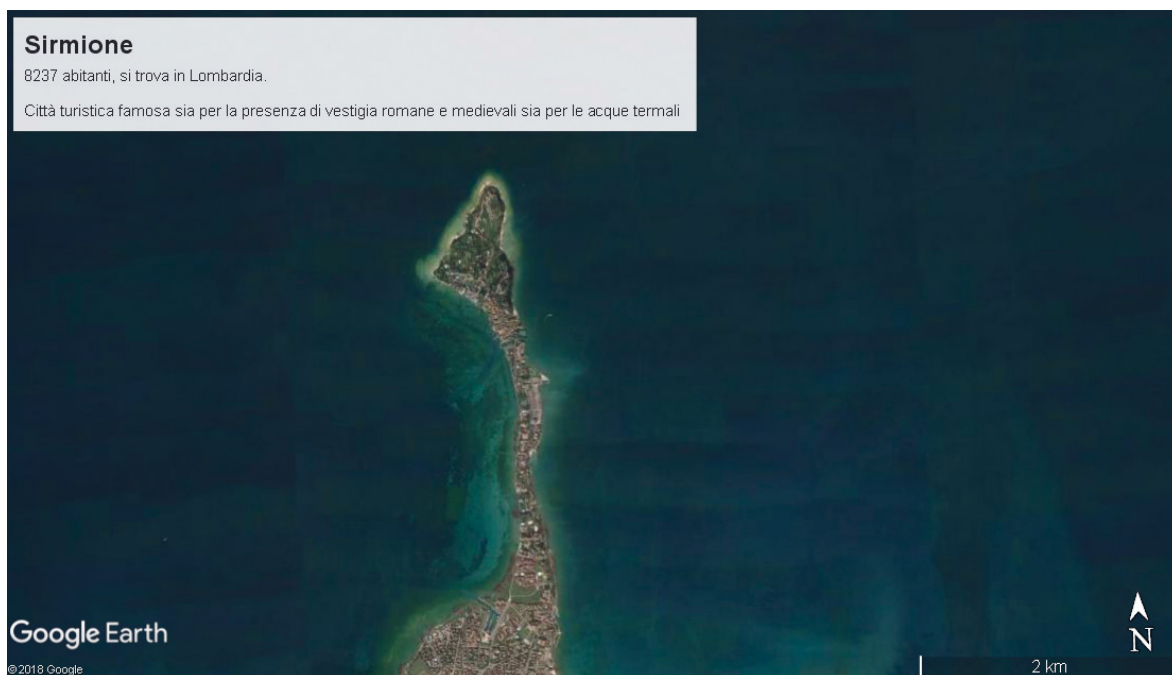 Sirmione
8237 abitanti, si trova in Lombardia.
Città turistica famosa sia per la presenza di vestigia romane e medievali sia per le acque termali
Google Earth
N
©2018 Google
2 km